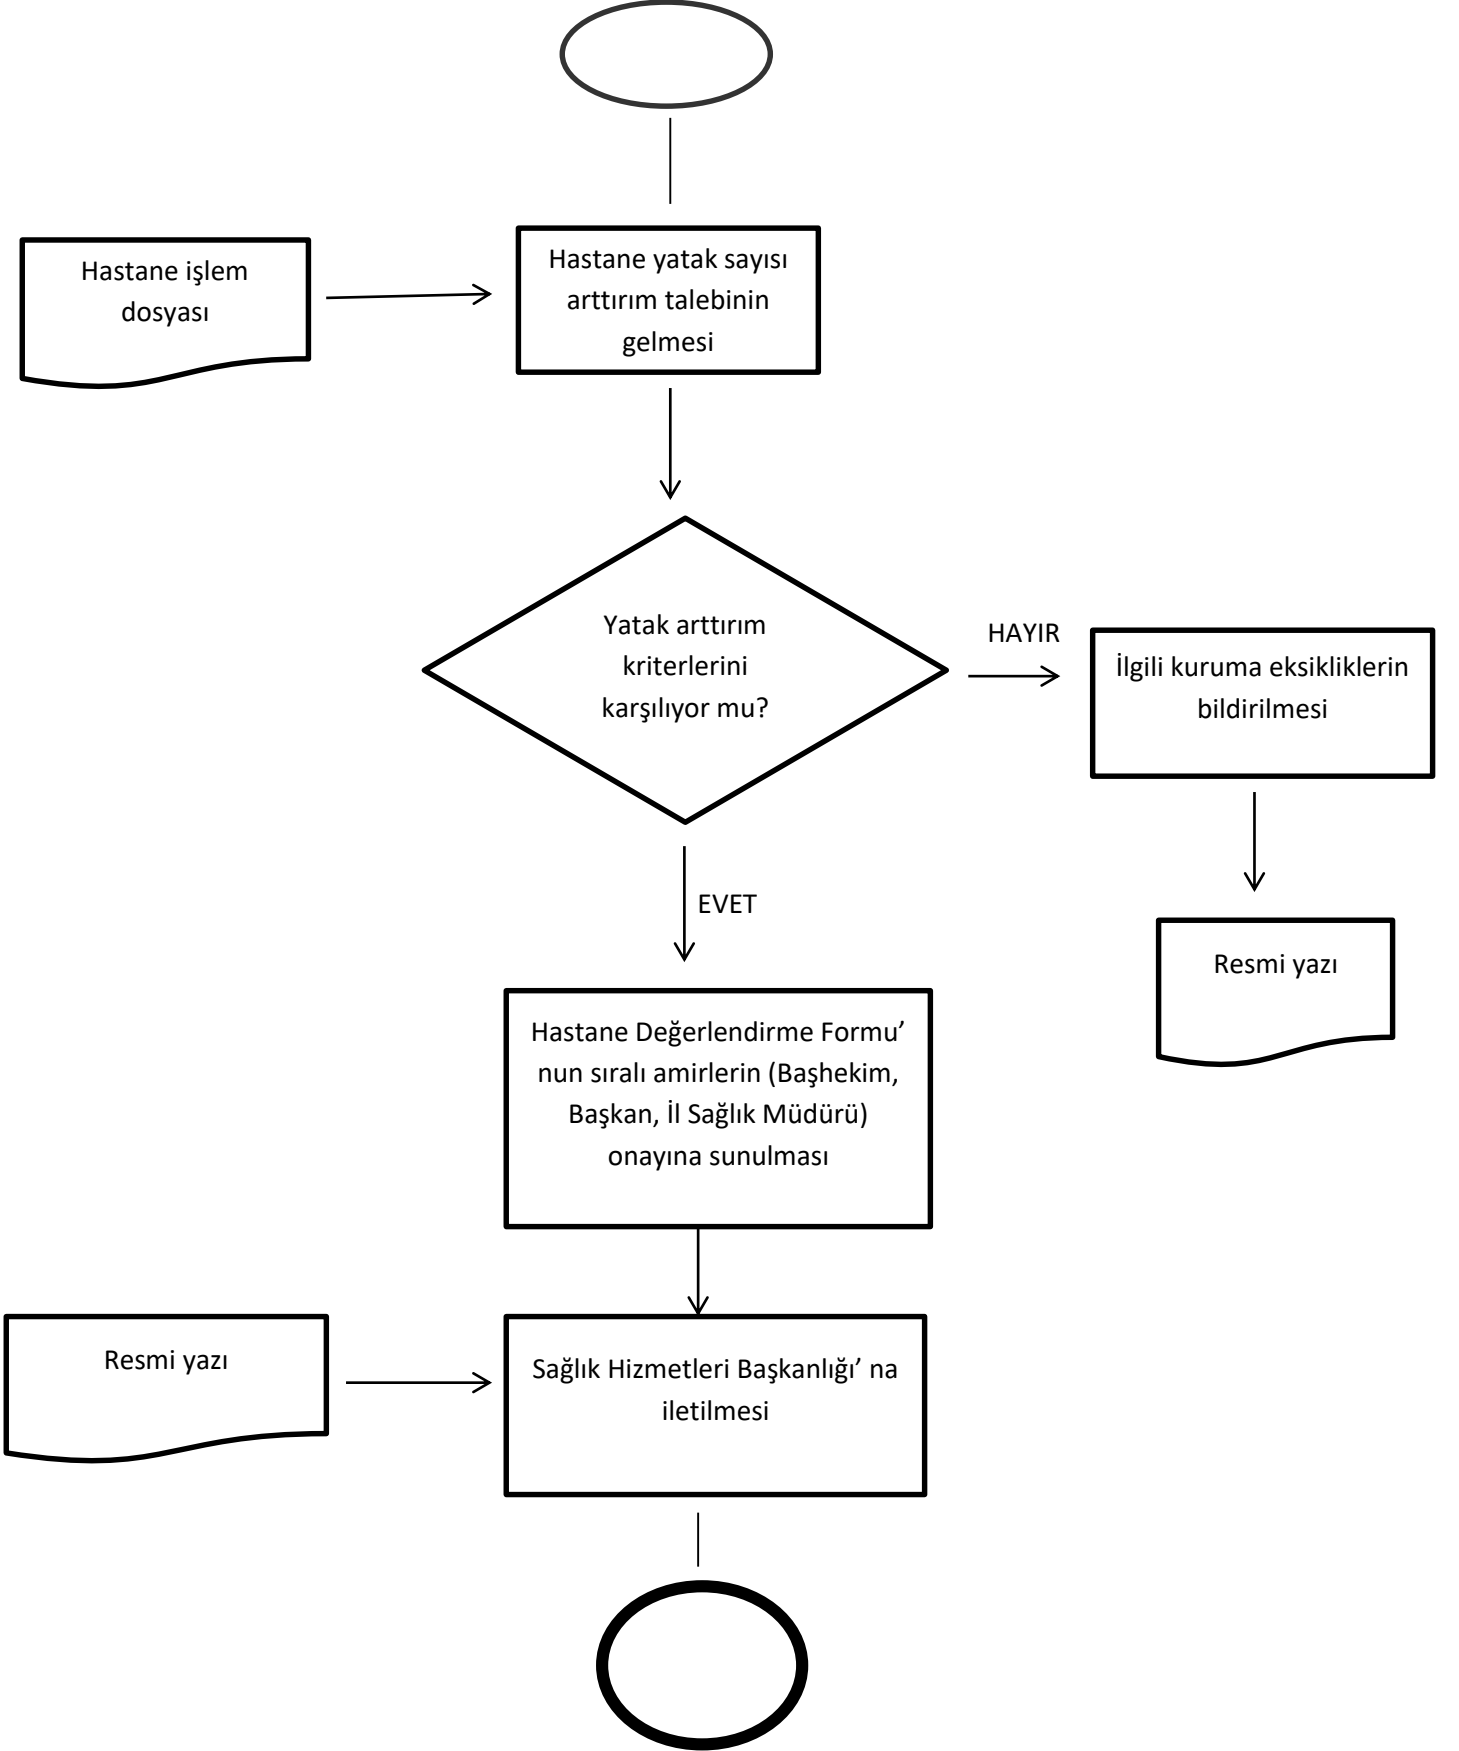 Hastane işlem
dosyası
Hastane yatak sayısı
arttırım talebinin
gelmesi
Yatak arttırım
kriterlerini
karşılıyor mu?
HAYIR
İlgili kuruma eksikliklerin
bildirilmesi
EVET
Resmi yazı
Hastane Değerlendirme Formu’
nun sıralı amirlerin (Başhekim,
Başkan, İl Sağlık Müdürü)
onayına sunulması
Resmi yazı
Sağlık Hizmetleri Başkanlığı’ na
iletilmesi